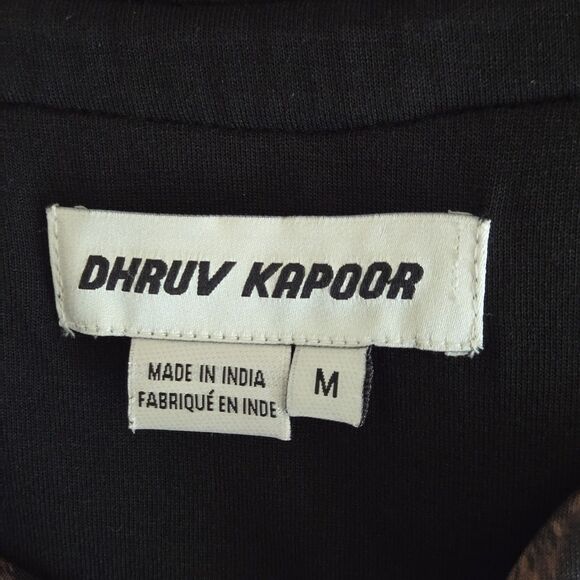 DHRUV KAPOOR
MADE IN INDIA
FABRIQUÉ EN INDE
M